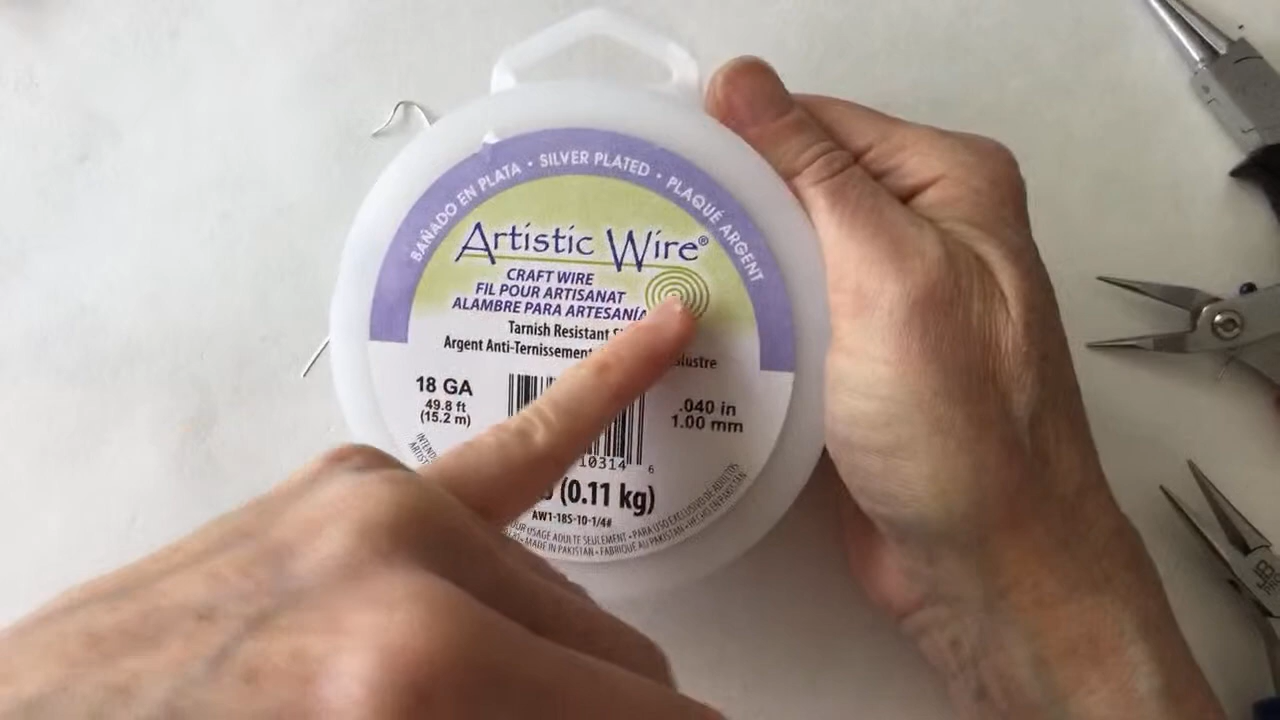 BAÑADO EN PLATA • SILVER PLATED • PLAQUÉ ARGENT
Artistic Wire®
CRAFT WIRE
FIL POUR ARTISANAT
ALAMBRE PARA ARTESANÍA
Tarnish Resistant
Argent Anti-Ternissement
18 GA
49.8 ft
(15.2 m)
.040 in
1.00 mm
10314 6
(0.11 kg)
AW1-18S-10-1/4#
USAGE ADULTE SEULEMENT • PARA USO EXCLUSIVO DE ADULTOS
• MADE IN PAKISTAN • FABRIQUÉ AU PAKISTAN • HECHO EN PAKISTÁN